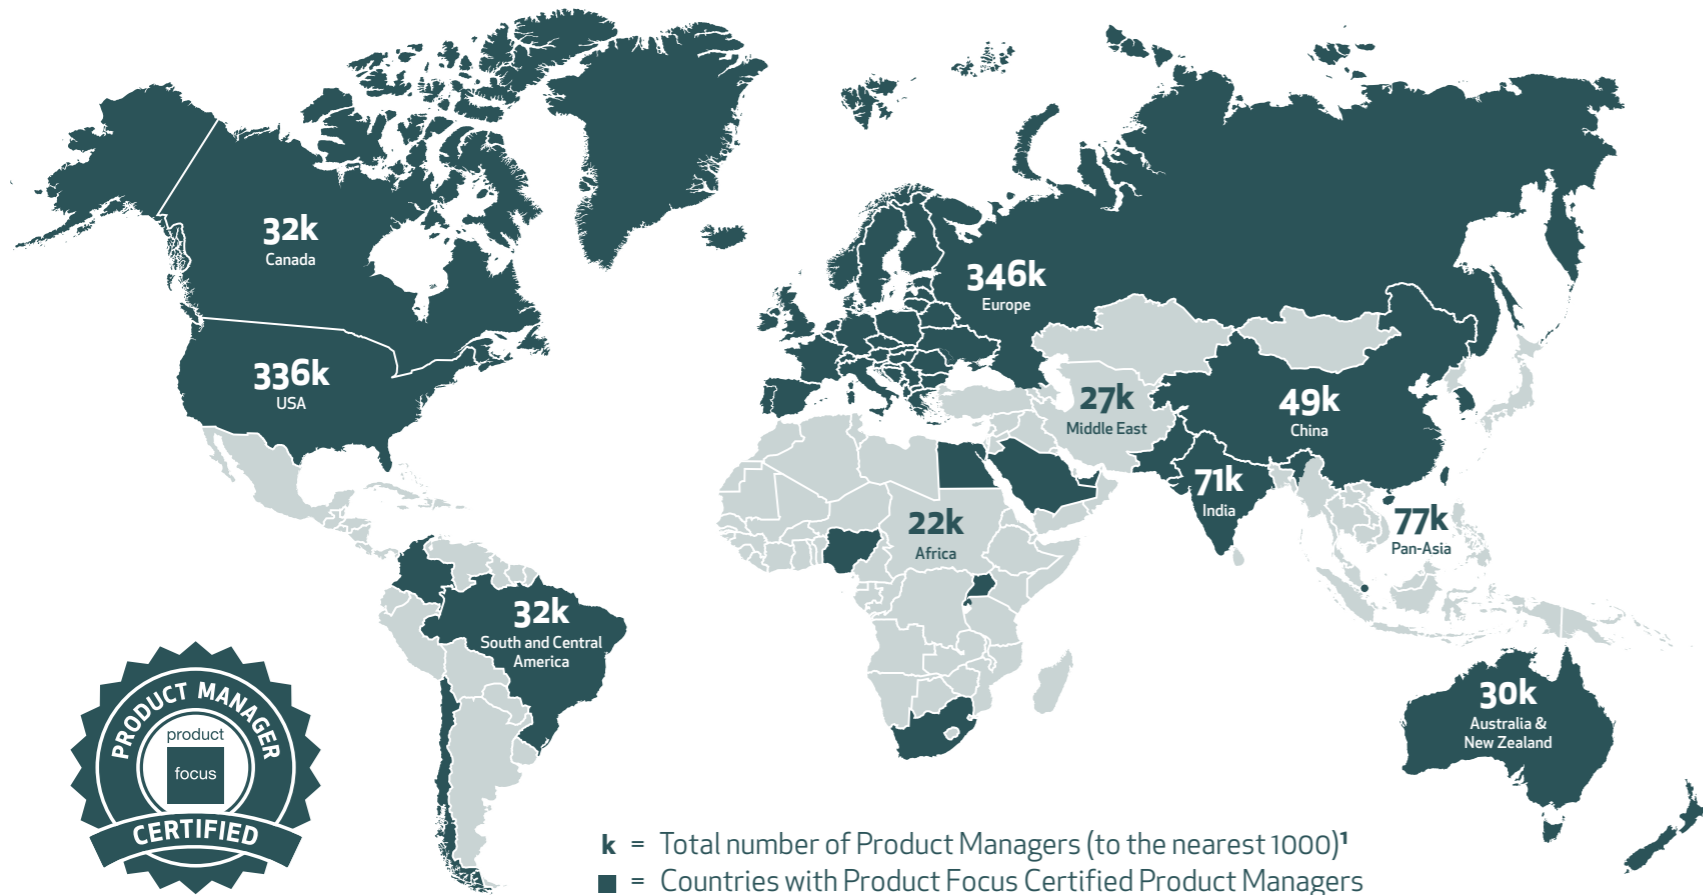 32k
Canada
346k
Europe
336k
USA
27k
Middle East
49k
China
71k
India
22k
Africa
77k
Pan-Asia
32k
South and Central
America
30k
Australia &
New Zealand
PRODUCT MANAGER
product
focus
CERTIFIED
k = Total number of Product Managers (to the nearest 1000)¹
■ = Countries with Product Focus Certified Product Managers